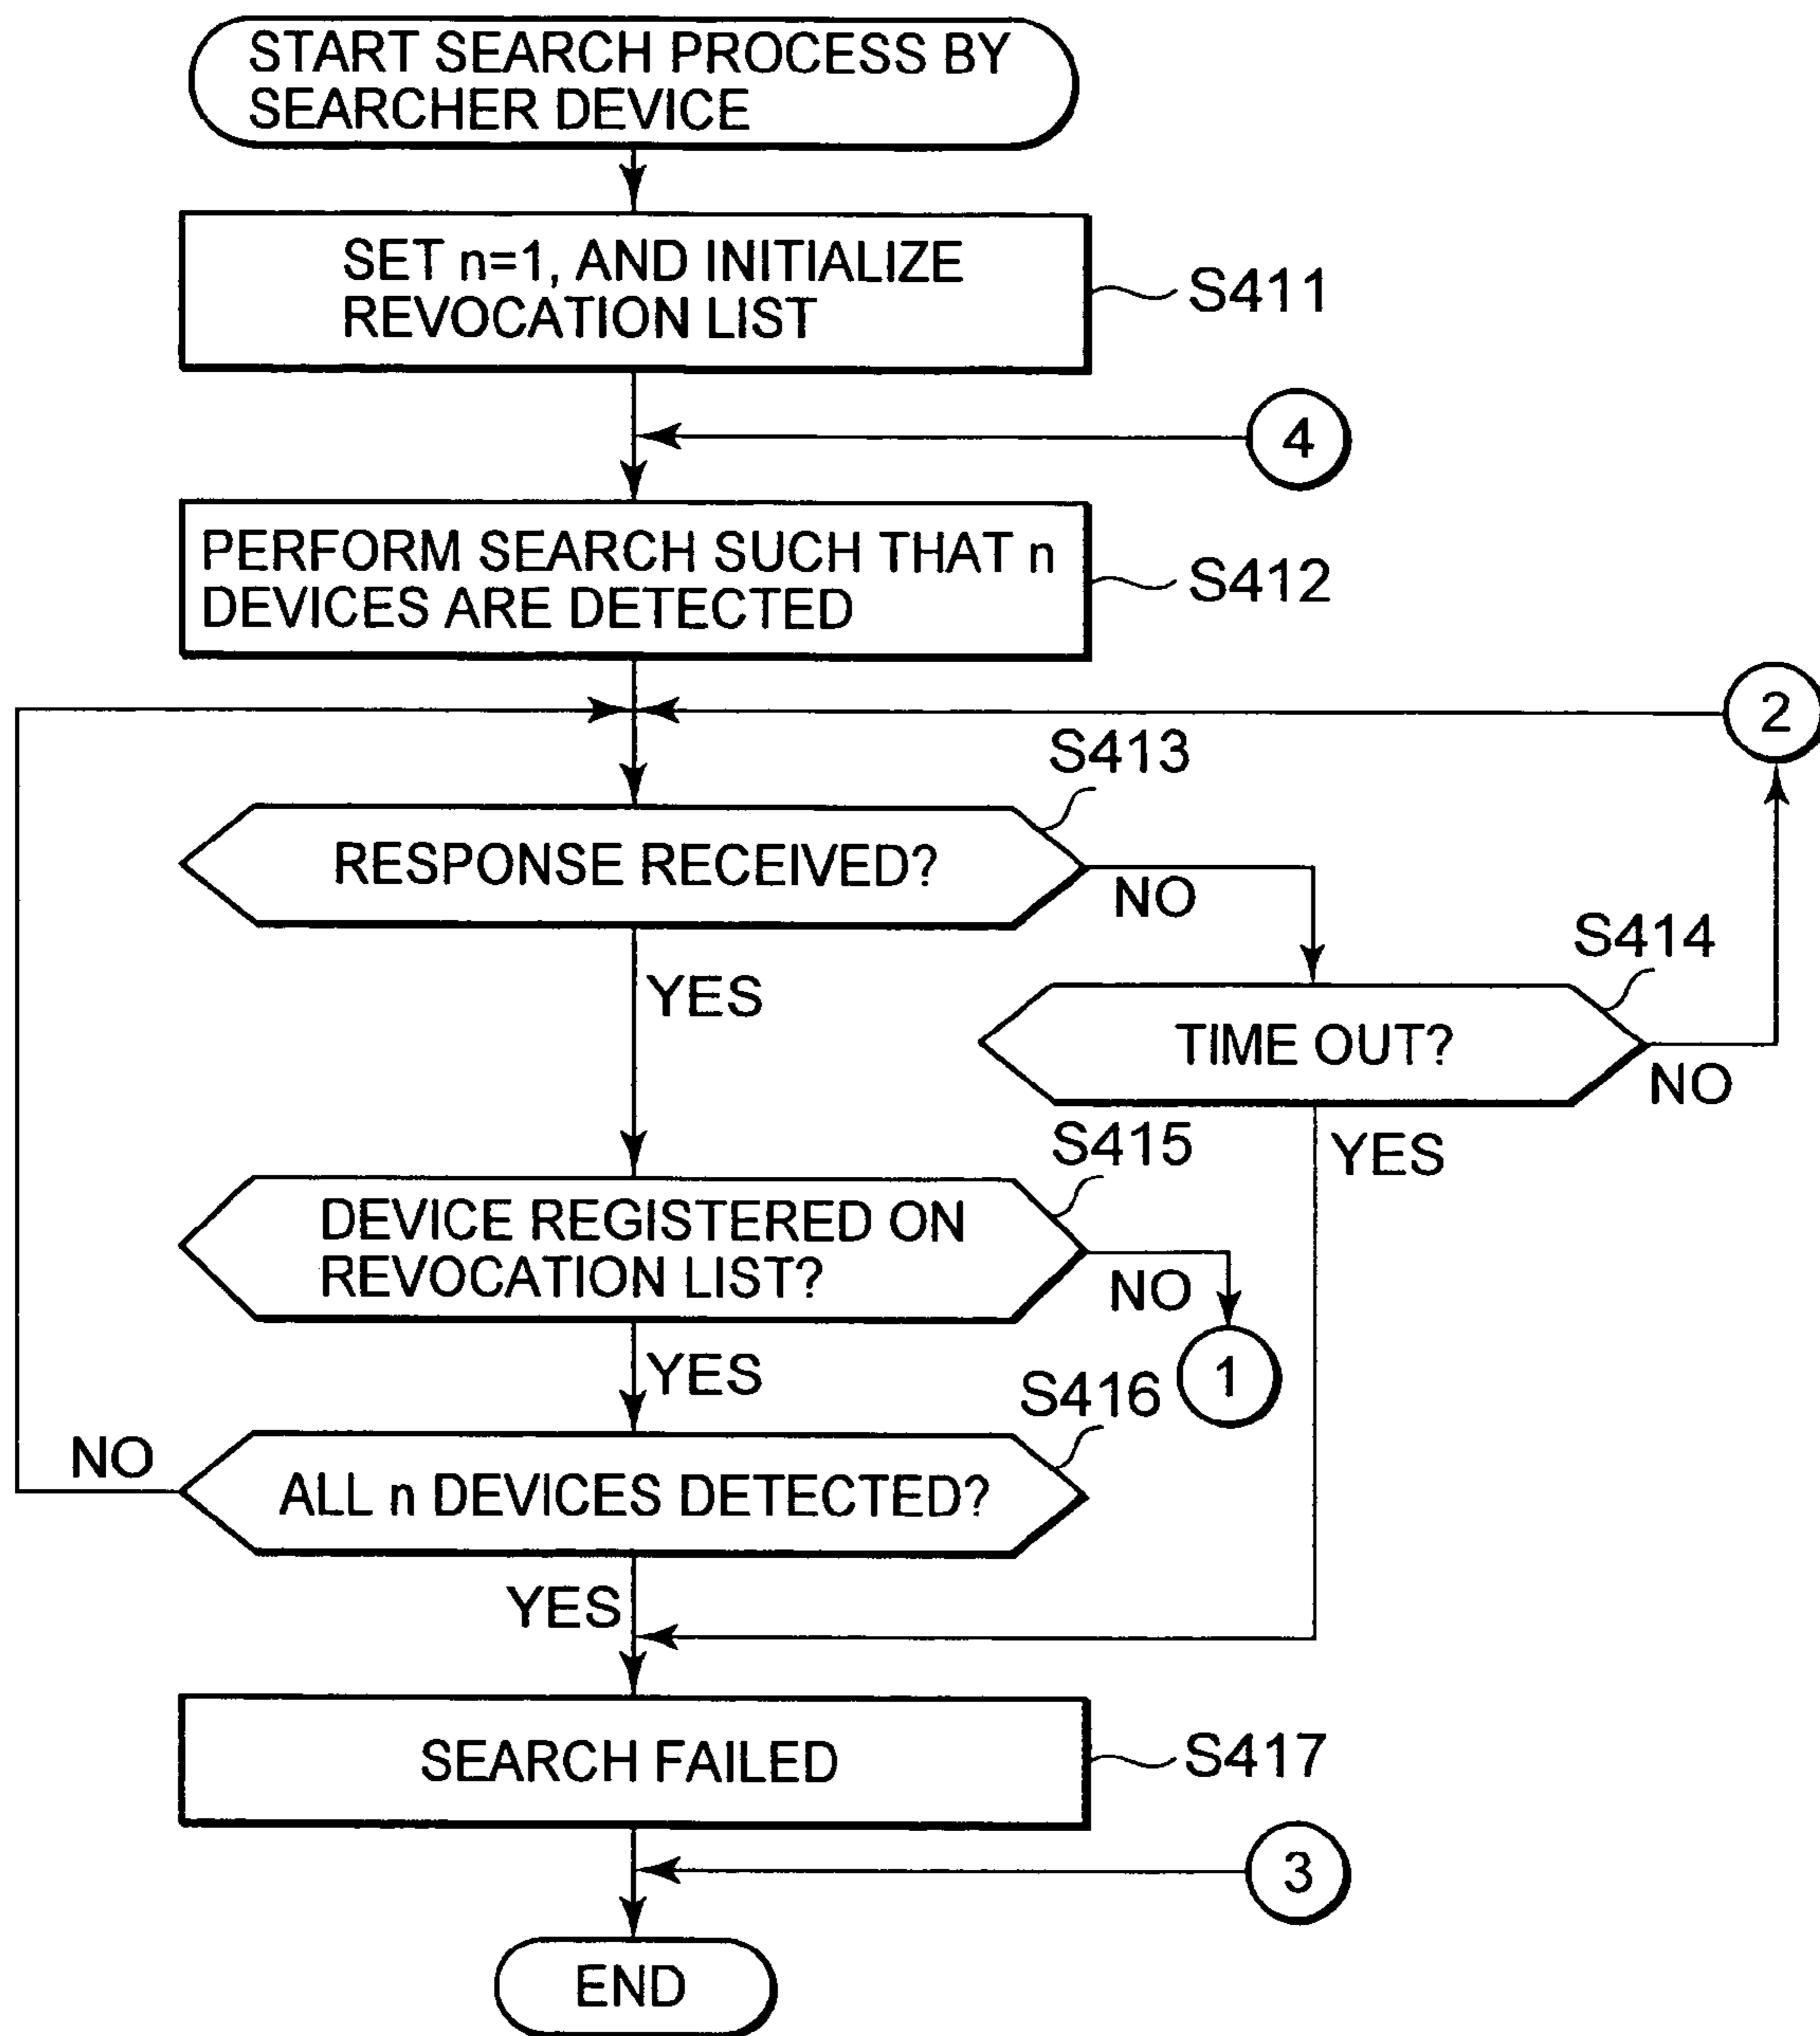 START SEARCH PROCESS BY
SEARCHER DEVICE
SET n=1, AND INITIALIZE
REVOCATION LIST
S411
4
PERFORM SEARCH SUCH THAT n
DEVICES ARE DETECTED
S412
2
S413
RESPONSE RECEIVED?
NO
S414
YES
TIME OUT?
NO
S415
YES
DEVICE REGISTERED ON
REVOCATION LIST?
NO
1
YES
S416
NO
ALL n DEVICES DETECTED?
YES
SEARCH FAILED
S417
3
END